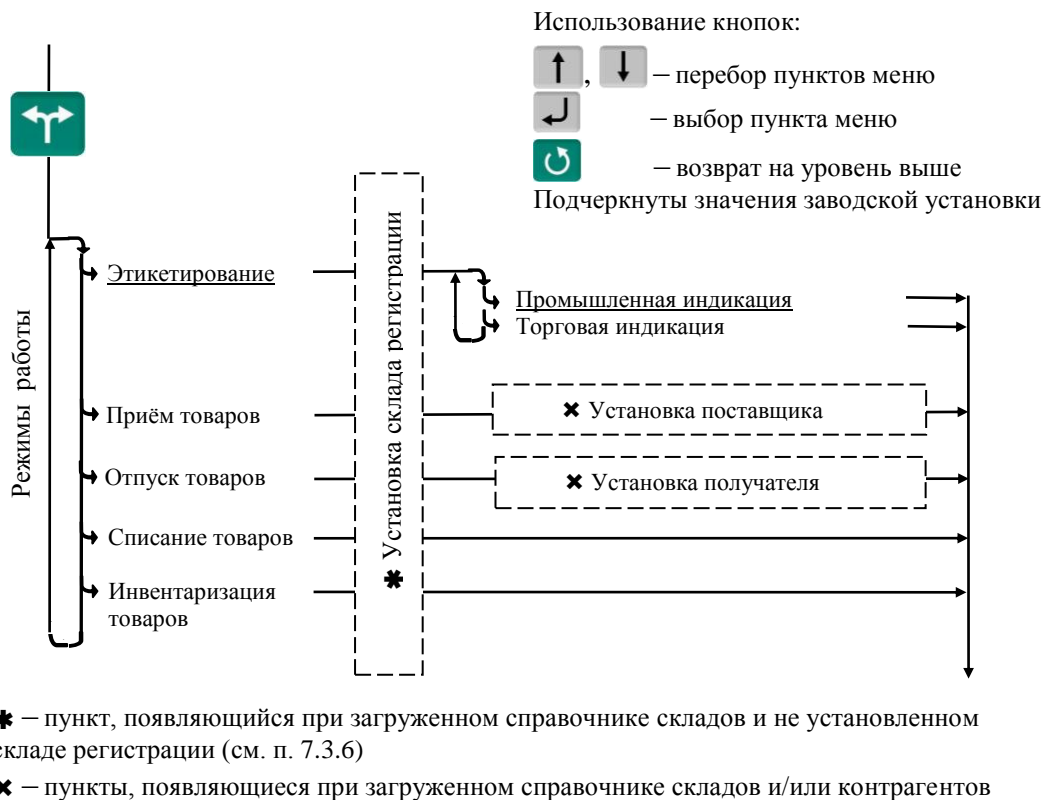 Использование кнопок:
, – перебор пунктов меню
– выбор пункта меню
– возврат на уровень выше
Подчеркнуты значения заводской установки
Режимы работы
Этикетирование
✱ Установка склада регистрации
Промышленная индикация
Торговая индикация
Приём товаров
✖ Установка поставщика
Отпуск товаров
✖ Установка получателя
Списание товаров
Инвентаризация
товаров
✱ – пункт, появляющийся при загруженном справочнике складов и не установленном
складе регистрации (см. п. 7.3.6)
✖ – пункты, появляющиеся при загруженном справочнике складов и/или контрагентов